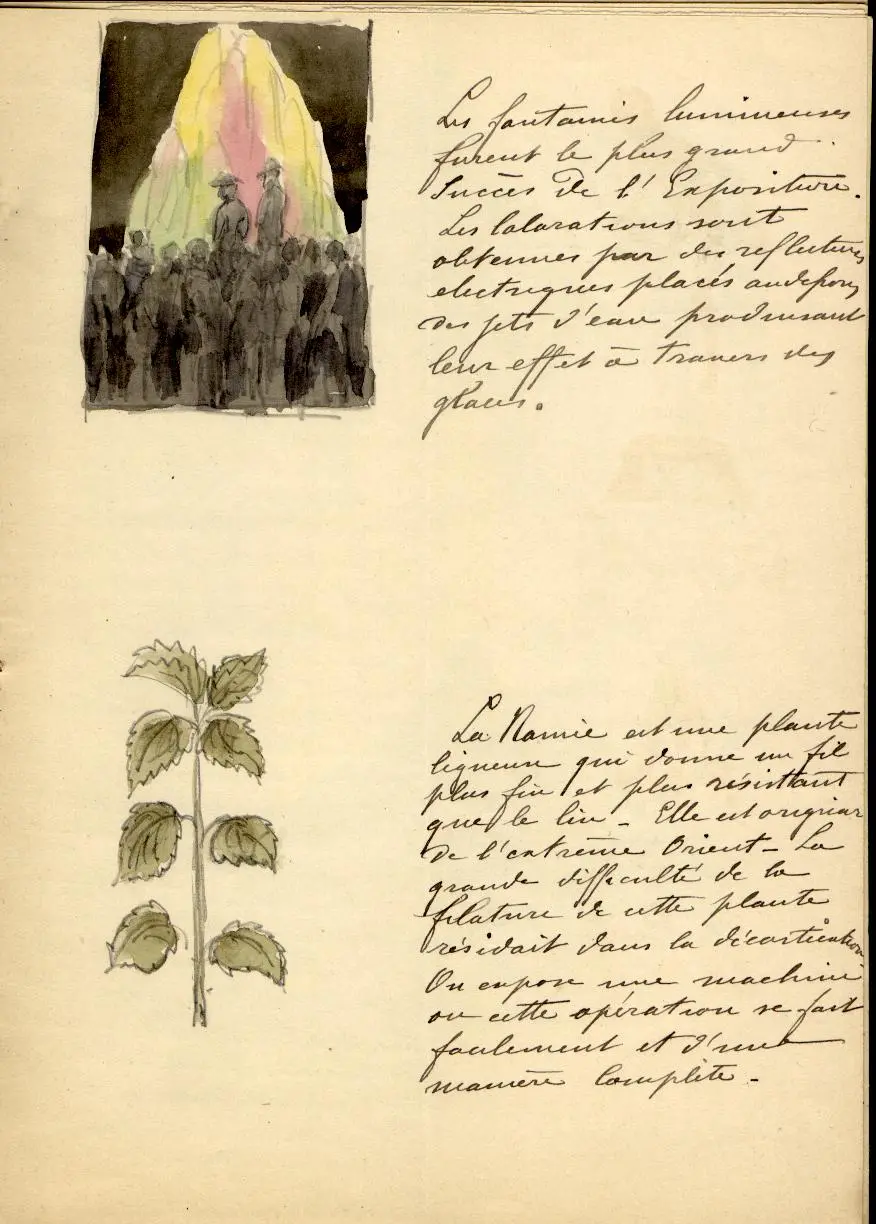 Les fontaines lumineuses
furent le plus grand
Succès De l'Exposition.
Les Colorations sont
obtenues par des reflecteurs
electriques placés audessous
des jets d'eau produisant
leur effet à travers des
glaces.
La Ramie est une plante
ligneuse qui donne un fil
plus fin et plus résistant
que le lin - Elle est originair
de l'extrême Orient - La
grande difficulté de la
filature de cette plante
résidait dans la décortication
On expose une machine
ou cette opération se fait
facilement et d'une
manière Complète -